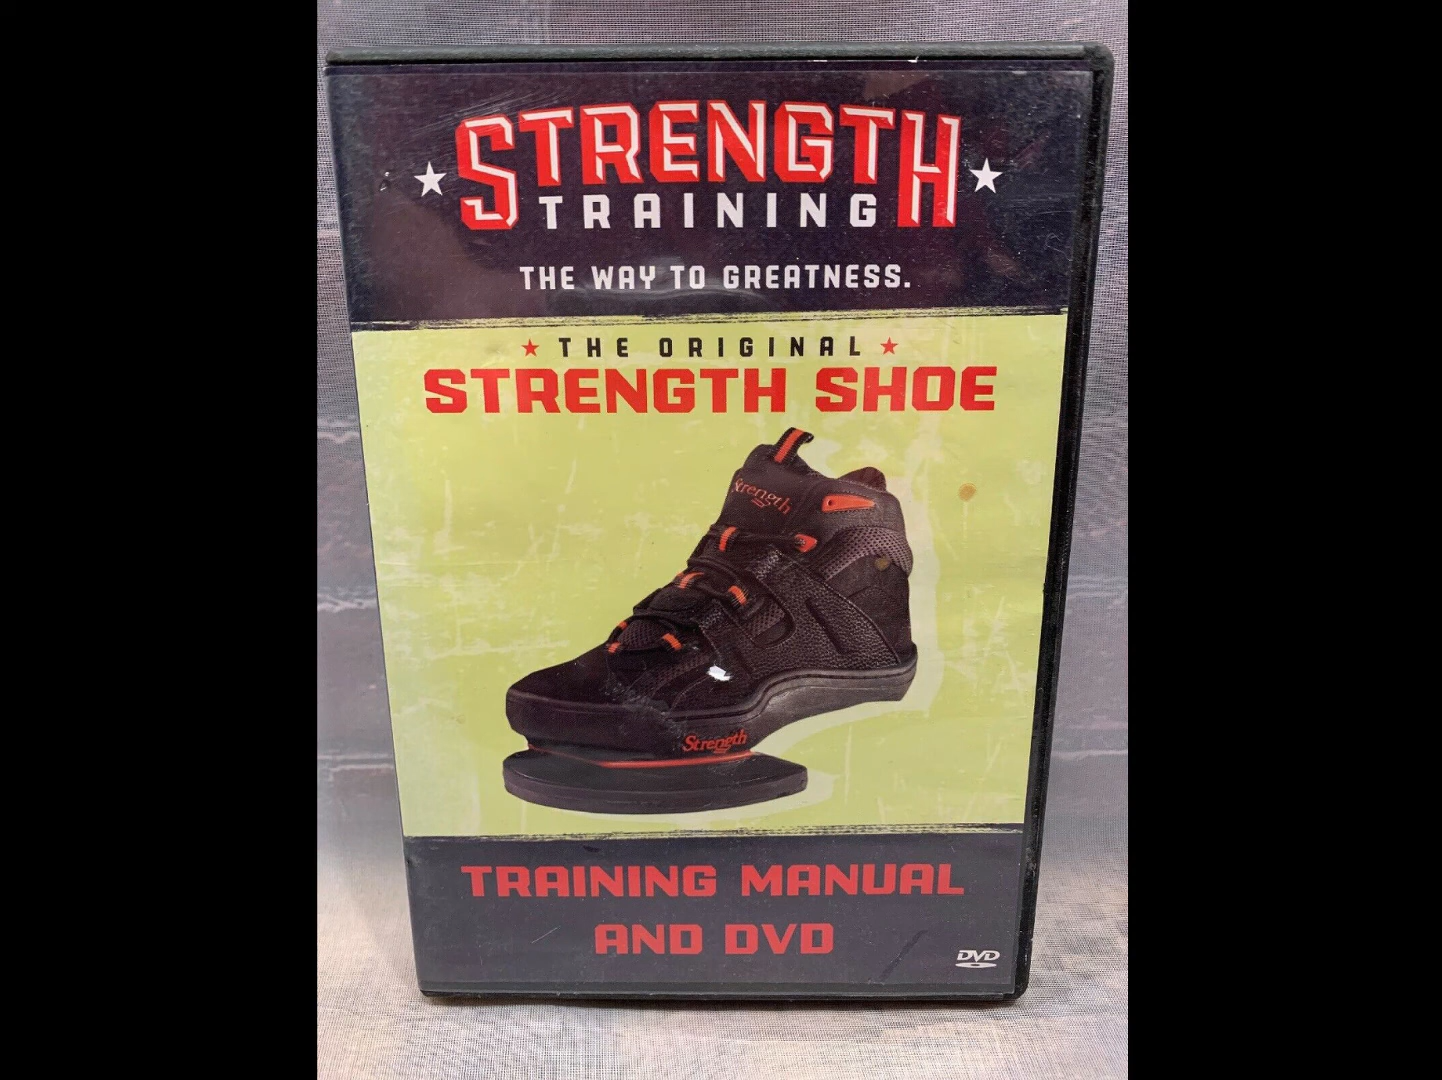 STRENGTH
TRAINING
THE WAY TO GREATNESS.
THE ORIGINAL
STRENGTH SHOE
Strength
Strength
TRAINING MANUAL
AND DVD
DVD